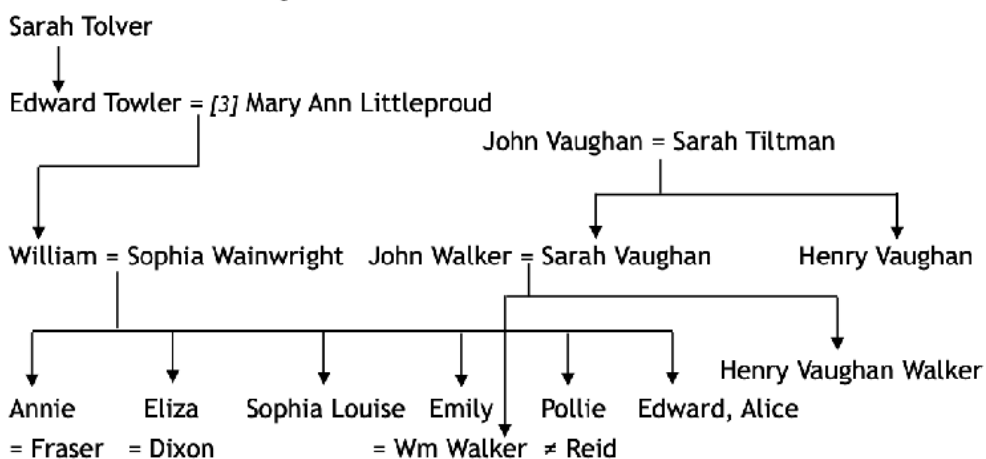 Sarah Tolver
Edward Towler = [3] Mary Ann Littleproud
John Vaughan = Sarah Tiltman
William = Sophia Wainwright John Walker = Sarah Vaughan Henry Vaughan
Henry Vaughan Walker
Annie Eliza Sophia Louise Emily Pollie Edward, Alice
= Fraser = Dixon = Wm Walker ≠ Reid